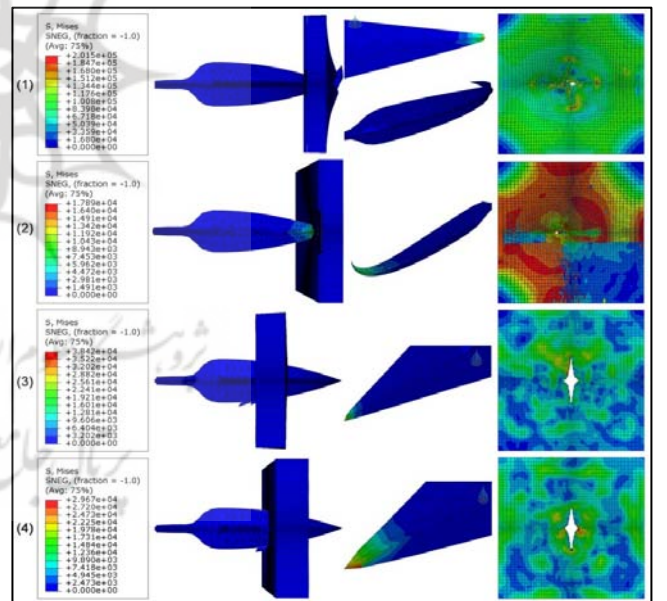 (1)
S, Mises
SNEG, (fraction = -1.0)
(Avg: 75%)
+2.015e+05
+1.847e+05
+1.680e+05
+1.512e+05
+1.344e+05
+1.176e+05
+1.008e+05
+8.398e+04
+6.718e+04
+5.039e+04
+3.359e+04
+1.680e+04
+0.000e+00
(2)
S, Mises
SNEG, (fraction = -1.0)
(Avg: 75%)
+1.789e+04
+1.640e+04
+1.491e+04
+1.342e+04
+1.192e+04
+1.043e+04
+8.943e+03
+7.453e+03
+5.962e+03
+4.472e+03
+2.981e+03
+1.491e+03
+0.000e+00
(3)
S, Mises
SNEG, (fraction = -1.0)
(Avg: 75%)
+3.842e+04
+3.522e+04
+3.202e+04
+2.882e+04
+2.561e+04
+2.241e+04
+1.921e+04
+1.601e+04
+1.281e+04
+9.606e+03
+6.404e+03
+3.202e+03
+0.000e+00
(4)
S, Mises
SNEG, (fraction = -1.0)
(Avg: 75%)
+2.967e+04
+2.720e+04
+2.473e+04
+2.225e+04
+1.978e+04
+1.731e+04
+1.484e+04
+1.236e+04
+9.890e+03
+7.418e+03
+4.945e+03
+2.473e+03
+0.000e+00